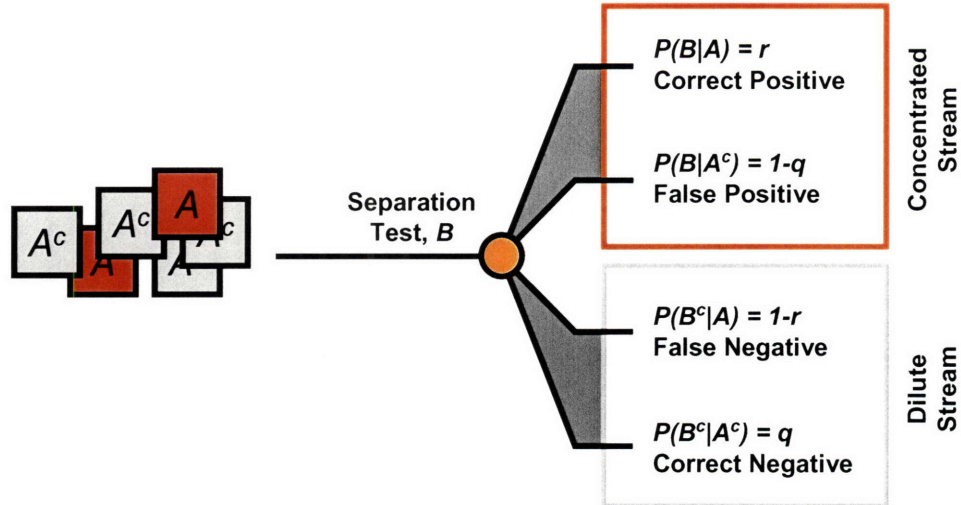 A^c
A
A^c
A
A
A^c
Separation
Test, B
P(B|A) = r
Correct Positive
P(B|A^c) = 1-q
False Positive
P(B^c|A) = 1-r
False Negative
P(B^c|A^c) = q
Correct Negative
Concentrated
Stream
Dilute
Stream